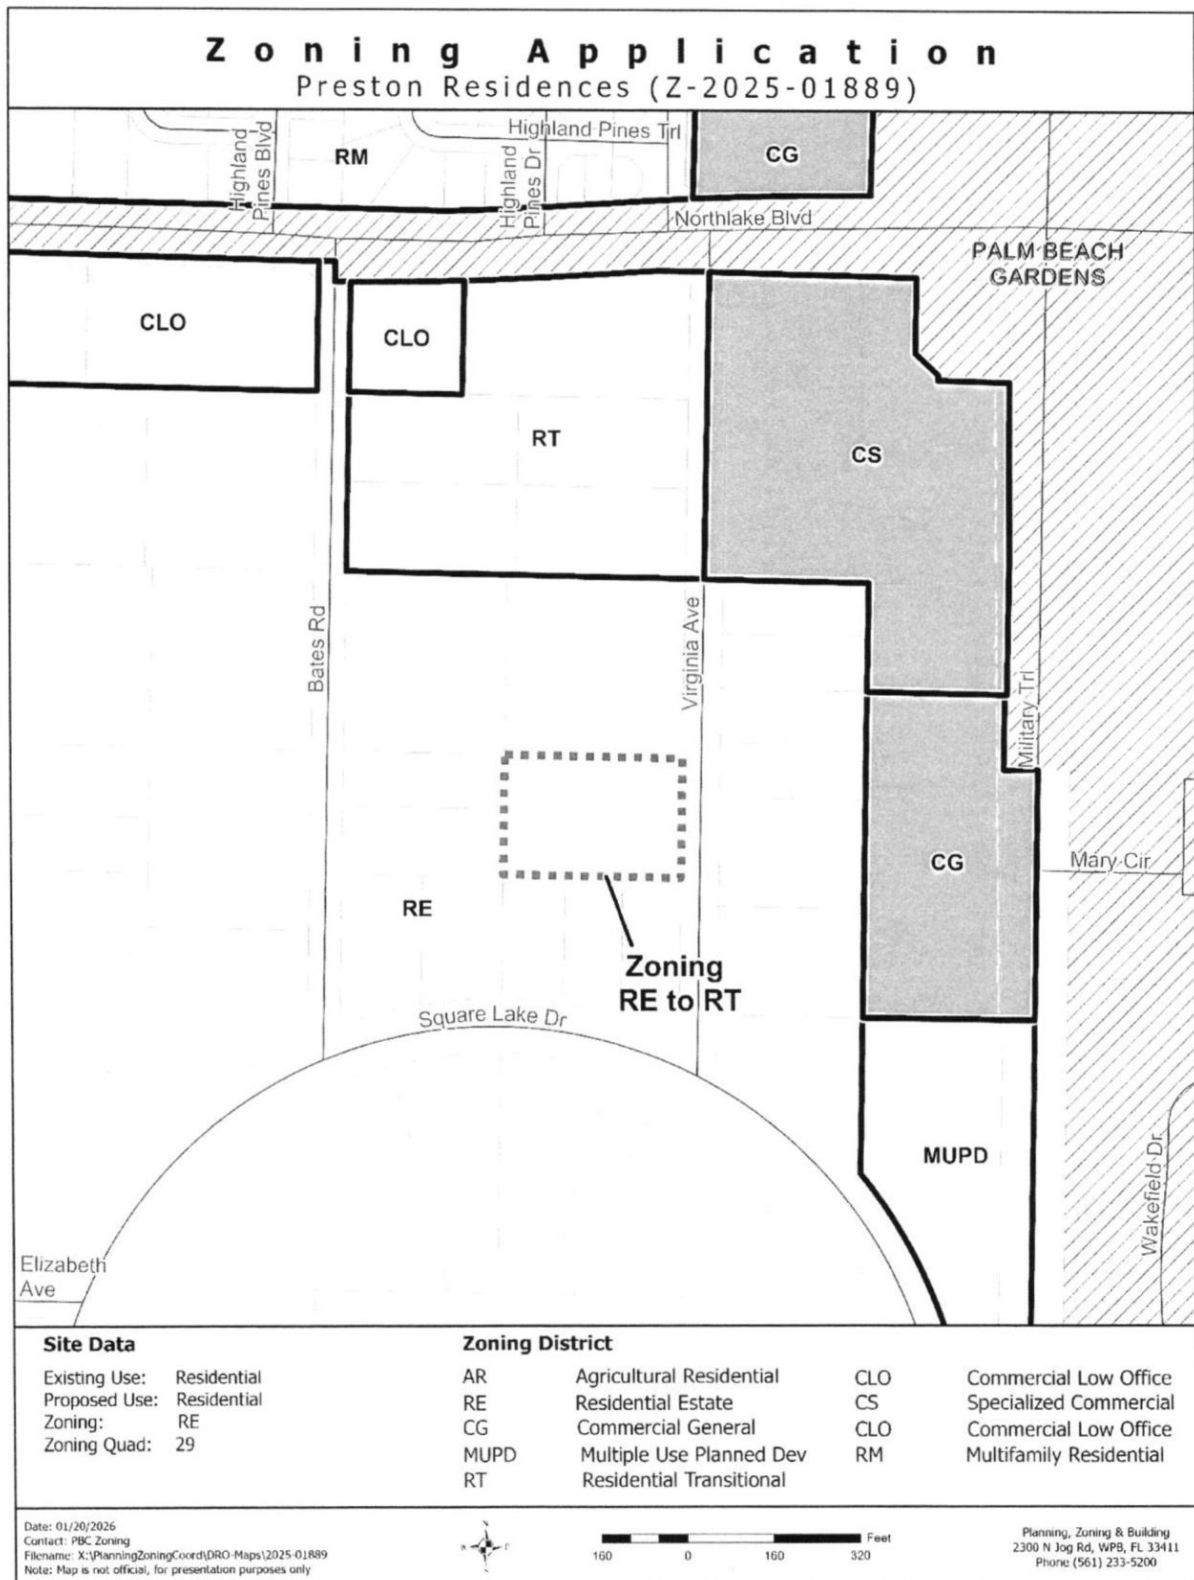 Zoning Application
Preston Residences (Z-2025-01889)
Highland Pines Blvd
RM
Highland Pines Dr
Highland Pines Trl
CG
Northlake Blvd
PALM BEACH
GARDENS
CLO
CLO
RT
CS
Bates Rd
Virginia Ave
Military Trl
CG
Mary Cir
RE
Zoning
RE to RT
Square Lake Dr
MUPD
Wakefield Dr
Elizabeth
Ave
Site Data
Existing Use: Residential
Proposed Use: Residential
Zoning: RE
Zoning Quad: 29
Zoning District
AR Agricultural Residential
RE Residential Estate
CG Commercial General
MUPD Multiple Use Planned Dev
RT Residential Transitional
CLO Commercial Low Office
CS Specialized Commercial
CLO Commercial Low Office
RM Multifamily Residential
Date: 01/20/2026
Contact: PBC Zoning
Filename: X:\PlanningZoningCoord\DRO-Maps\2025-01889
Note: Map is not official, for presentation purposes only
Feet
160 0 160 320
Planning, Zoning & Building
2300 N Jog Rd, WPB, FL 33411
Phone (561) 233-5200